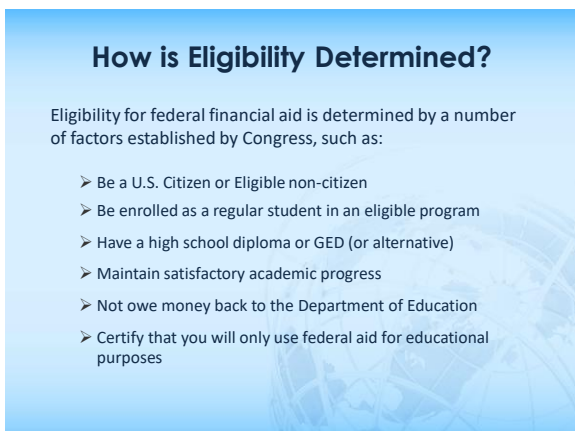 How is Eligibility Determined?
Eligibility for federal financial aid is determined by a number
of factors established by Congress, such as:
➢ Be a U.S. Citizen or Eligible non-citizen
➢ Be enrolled as a regular student in an eligible program
➢ Have a high school diploma or GED (or alternative)
➢ Maintain satisfactory academic progress
➢ Not owe money back to the Department of Education
➢ Certify that you will only use federal aid for educational
purposes